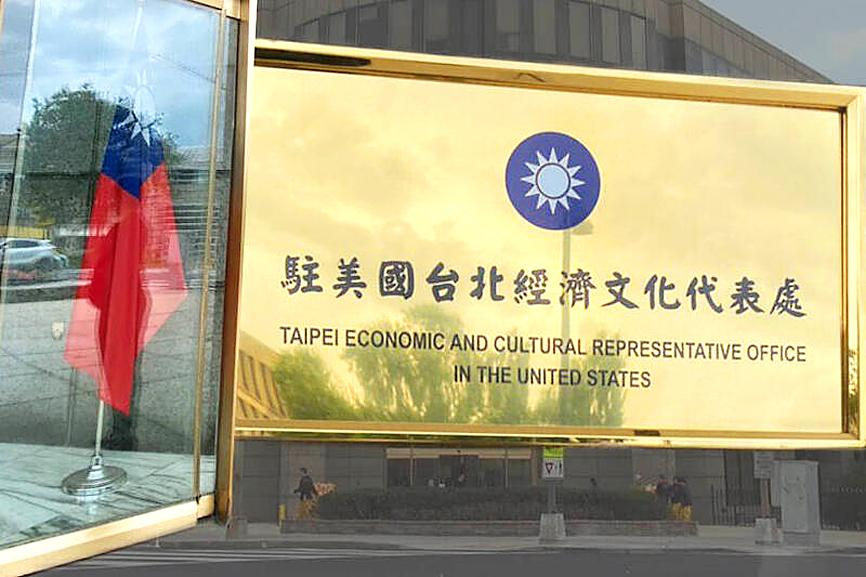 駐美國台北經濟文化代表處
TAIPEI ECONOMIC AND CULTURAL REPRESENTATIVE OFFICE
IN THE UNITED STATES